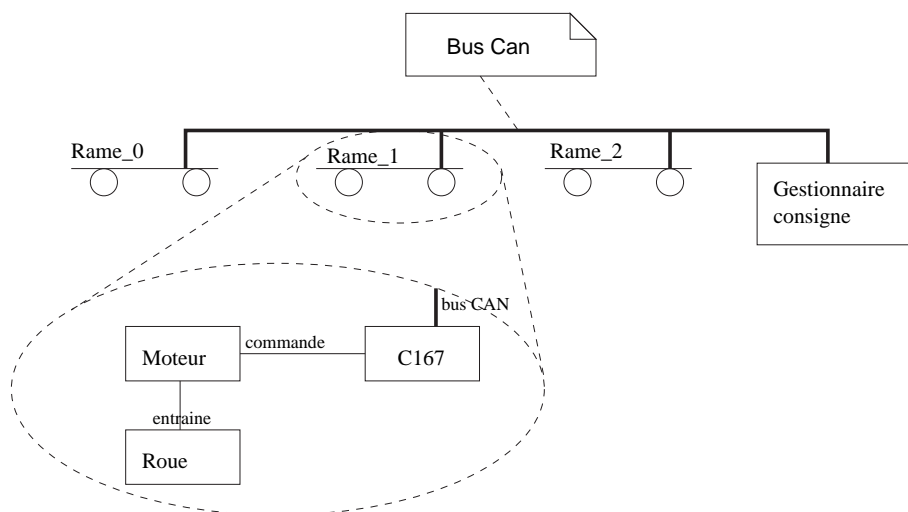 Bus Can
Rame_0
Rame_1
Rame_2
Gestionnaire
consigne
bus CAN
Moteur
commande
C167
entraine
Roue